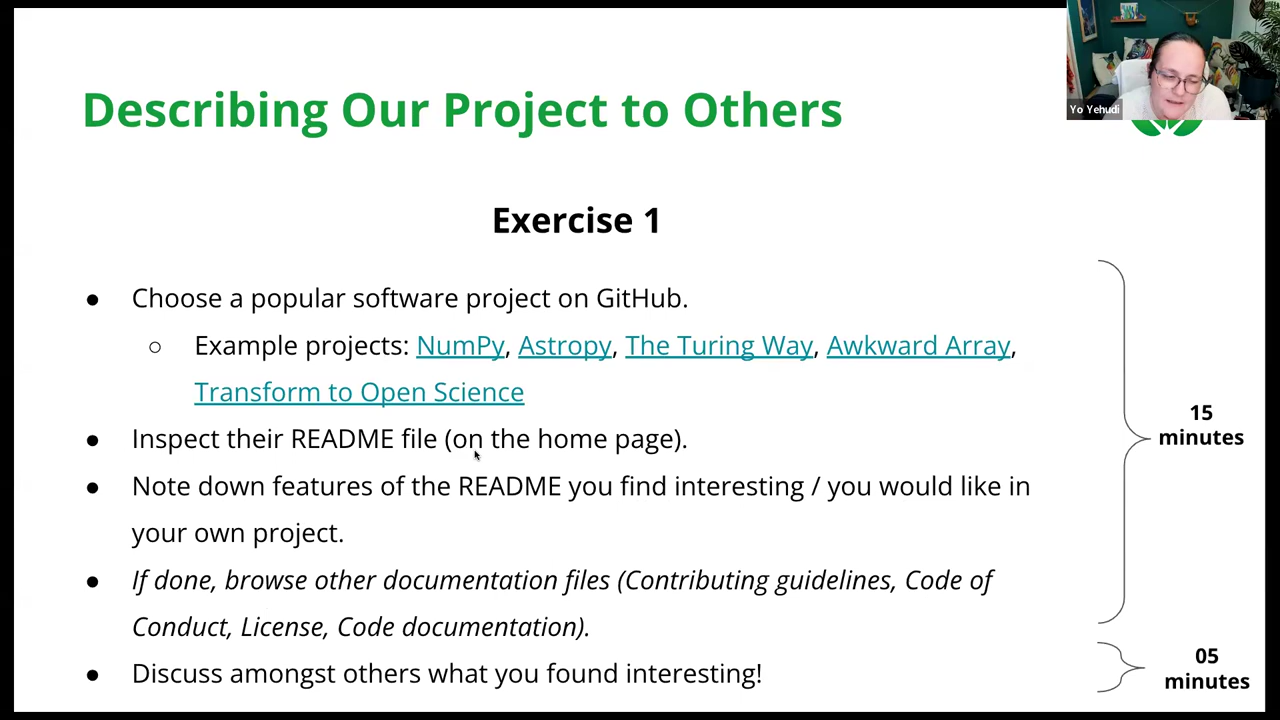 Describing Our Project to Others
Yo Yehudi
Exercise 1
● Choose a popular software project on GitHub.
○ Example projects: NumPy, Astropy, The Turing Way, Awkward Array,
Transform to Open Science
● Inspect their README file (on the home page).
● Note down features of the README you find interesting / you would like in
your own project.
● If done, browse other documentation files (Contributing guidelines, Code of
Conduct, License, Code documentation).
15
minutes
● Discuss amongst others what you found interesting!
05
minutes